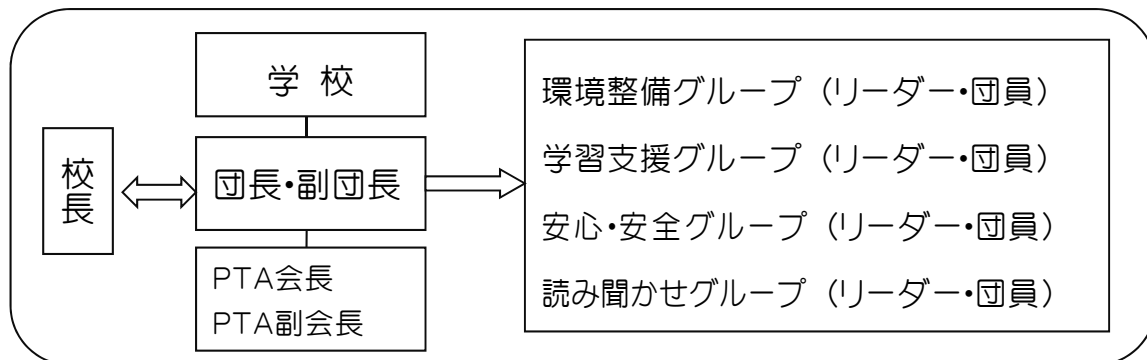 学 校
校長
団長・副団長
PTA会長
PTA副会長
環境整備グループ（リーダー・団員）
学習支援グループ（リーダー・団員）
安心・安全グループ（リーダー・団員）
読み聞かせグループ（リーダー・団員）